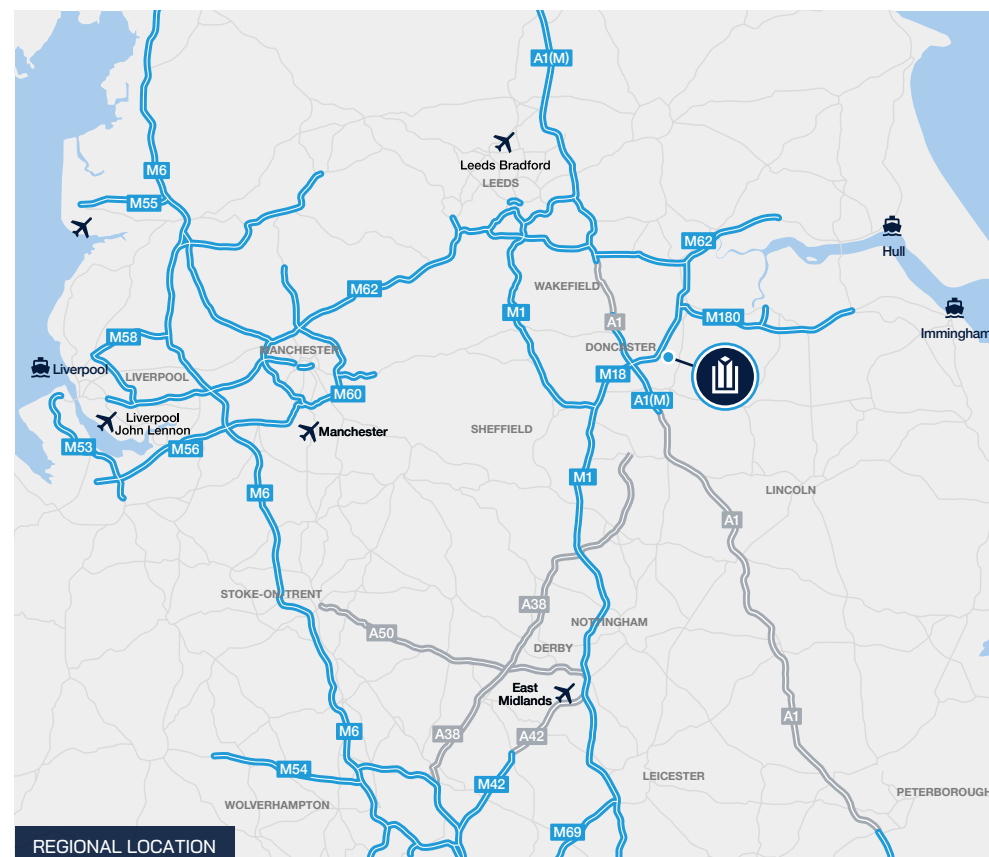 A1(M)
Leeds Bradford
LEEDS
M6
M55
M62
Hull
M62
WAKEFIELD
M1
A1
M180
Immingham
M58
MANCHESTER
DONCASTER
Liverpool
LIVERPOOL
M18
M60
A1(M)
Liverpool
John Lennon
Manchester
SHEFFIELD
M53
M56
M1
M6
LINCOLN
A1
STOKE-ON-TRENT
A38
A50
NOTTINGHAM
DERBY
East
Midlands
A1
M6
A38
A42
M54
M42
LEICESTER
PETERBOROUGH
WOLVERHAMPTON
M69
REGIONAL LOCATION